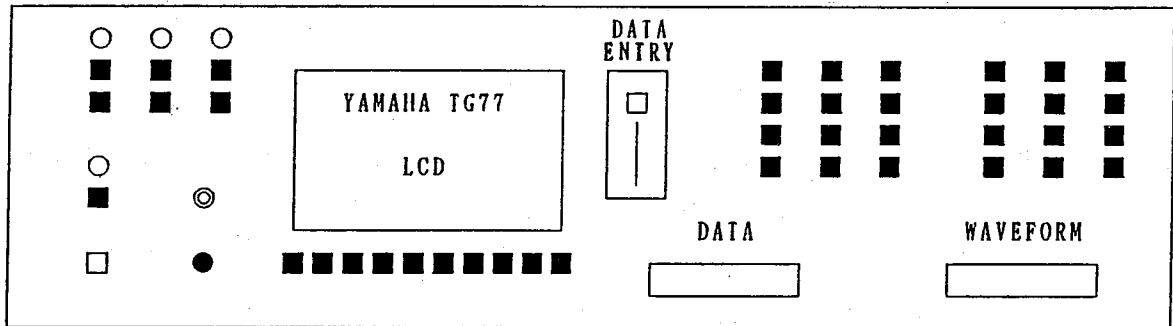 DATA
ENTRY
YAMAHA TG77
LCD
DATA
WAVEFORM